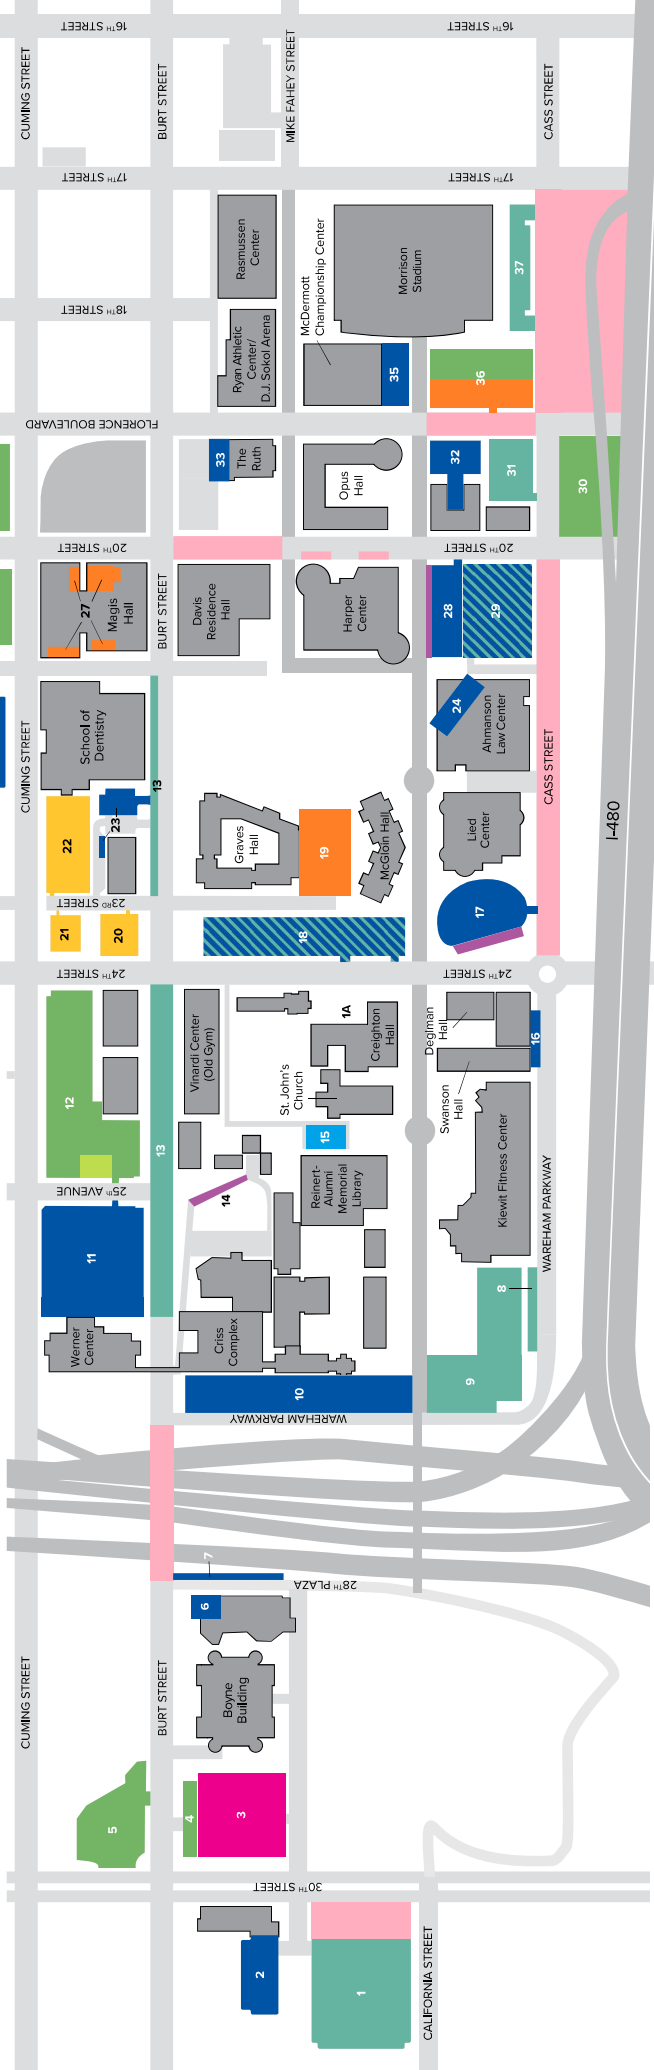 16TH STREET
16TH STREET
CUMING STREET
BURT STREET
MIKE FAHEY STREET
CASS STREET
17TH STREET
17TH STREET
Rasmussen
Center
McDermott
Championship Center
Morrison
Stadium
37
18TH STREET
Ryan Athletic
Center/
D.J. Sokol Arena
35
36
FLORENCE BOULEVARD
33
The
Ruth
Opus
Hall
32
31
30
20TH STREET
20TH STREET
27
Magis
Hall
BURT STREET
Davis
Residence
Hall
Harper
Center
28
29
School of
Dentistry
24
Ahmanson
Law Center
CUMING STREET
13
CASS STREET
I-480
22
23
Graves
Hall
19
McGloin Hall
Lied
Center
23RD STREET
21
20
18
17
24TH STREET
24TH STREET
12
13
Vinardi Center
(Old Gym)
1A
Creighton
Hall
St. John's
Church
Deglman
Hall
Swanson
Hall
16
15
25th AVENUE
14
Reinert-
Alumni
Memorial
Library
Kiewit Fitness Center
WAREHAM PARKWAY
11
8
Werner
Center
Criss
Complex
10
9
WAREHAM PARKWAY
7
28TH PLAZA
6
CUMING STREET
BURT STREET
Boyne
Building
5
4
3
30TH STREET
2
1
CALIFORNIA STREET